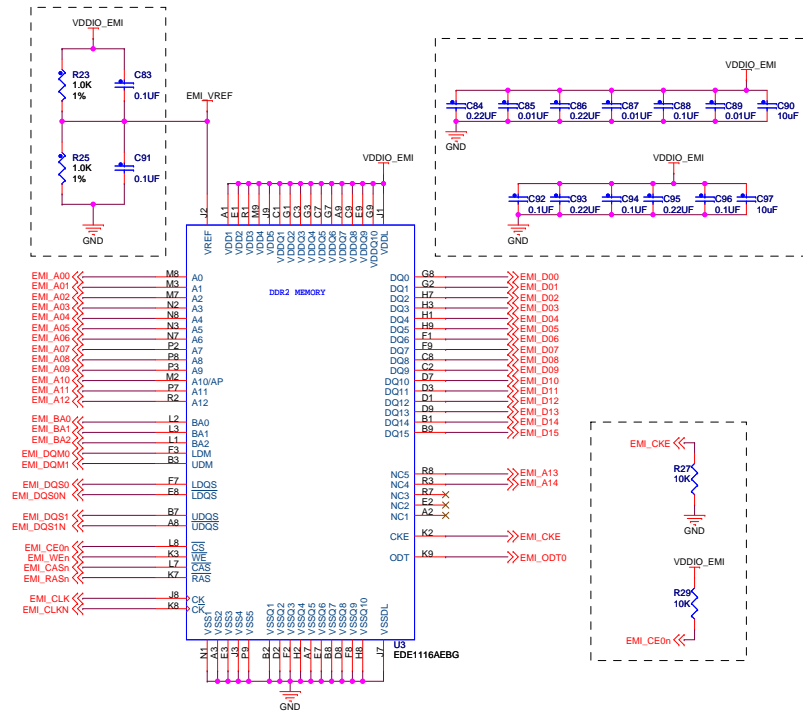 VDDIO_EMI
R23
1.0K
1%
C83
0.1UF
R25
1.0K
1%
C91
0.1UF
GND
EMI_VREF
VDDIO_EMI
VDDIO_EMI
C84
0.22UF
C85
0.01UF
C86
0.22UF
C87
0.01UF
C88
0.1UF
C89
0.01UF
C90
10uF
GND
VDDIO_EMI
C92
0.1UF
C93
0.22UF
C94
0.1UF
C95
0.22UF
C96
0.1UF
C97
10uF
GND
J2 A1 E1 R1 M9 J9 C1 G1 C3 G3 C7 G7 A9 C9 E9 G9 J1
VREF VDD1 VDD2 VDD3 VDD4 VDD5 VDDQ1 VDDQ2 VDDQ3 VDDQ4 VDDQ5 VDDQ6 VDDQ7 VDDQ8 VDDQ9 VDDQ10 VDDL
DDR2 MEMORY
EMI_A00 M8 A0
EMI_A01 M3 A1
EMI_A02 M7 A2
EMI_A03 N2 A3
EMI_A04 N8 A4
EMI_A05 N3 A5
EMI_A06 N7 A6
EMI_A07 P2 A7
EMI_A08 P8 A8
EMI_A09 P3 A9
EMI_A10 M2 A10/AP
EMI_A11 P7 A11
EMI_A12 R2 A12
EMI_BA0 L2 BA0
EMI_BA1 L3 BA1
EMI_BA2 L1 BA2
EMI_DQM0 F3 LDM
EMI_DQM1 B3 UDM
EMI_DQS0 F7 LDQS
EMI_DQS0N E8 LDQS
EMI_DQS1 B7 UDQS
EMI_DQS1N A8 UDQS
EMI_CE0n L8 CS
EMI_WEn K3 WE
EMI_CASn L7 CAS
EMI_RASn K7 RAS
EMI_CLK J8 CK
EMI_CLKN K8 CK
DQ0 G8 EMI_D00
DQ1 G2 EMI_D01
DQ2 H7 EMI_D02
DQ3 H3 EMI_D03
DQ4 H1 EMI_D04
DQ5 H9 EMI_D05
DQ6 F1 EMI_D06
DQ7 F9 EMI_D07
DQ8 C8 EMI_D08
DQ9 C2 EMI_D09
DQ10 D7 EMI_D10
DQ11 D3 EMI_D11
DQ12 D1 EMI_D12
DQ13 D9 EMI_D13
DQ14 B1 EMI_D14
DQ15 B9 EMI_D15
NC5 R8 EMI_A13
NC4 R3 EMI_A14
NC3 R7
NC2 E2
NC1 A2
CKE K2 EMI_CKE
ODT K9 EMI_ODT0
VSS1 VSS2 VSS3 VSS4 VSS5 VSSQ1 VSSQ2 VSSQ3 VSSQ4 VSSQ5 VSSQ6 VSSQ7 VSSQ8 VSSQ9 VSSQ10 VSSDL
N1 A3 E3 J3 P9 B2 D2 F2 H2 A7 E7 B8 D8 F8 H8 J7
U3
EDE1116AEBG
GND
EMI_CKE
R27
10K
GND
VDDIO_EMI
R29
10K
EMI_CE0n